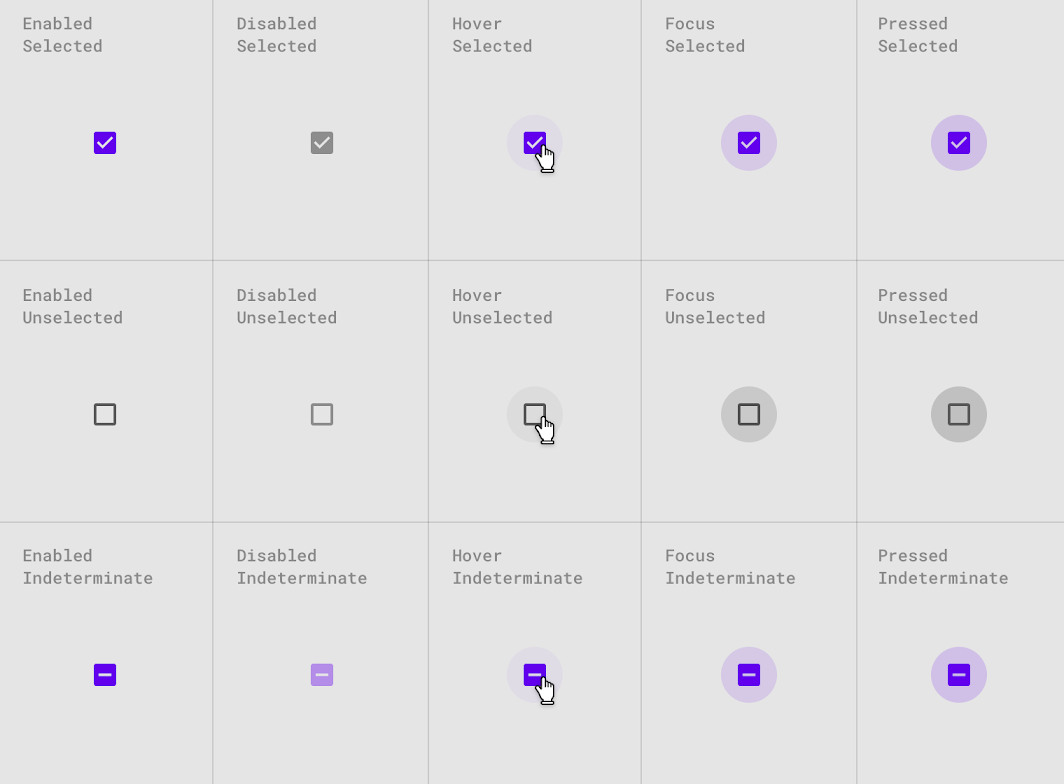 Enabled
Selected
Disabled
Selected
Hover
Selected
Focus
Selected
Pressed
Selected
Enabled
Unselected
Disabled
Unselected
Hover
Unselected
Focus
Unselected
Pressed
Unselected
Enabled
Indeterminate
Disabled
Indeterminate
Hover
Indeterminate
Focus
Indeterminate
Pressed
Indeterminate